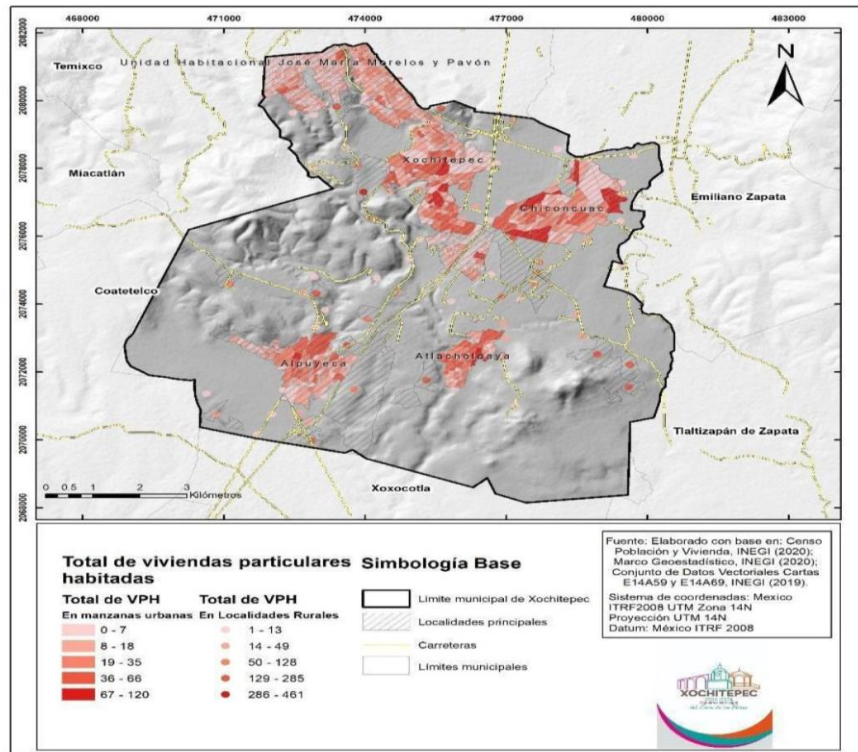 468000 471000 474000 477000 480000 483000
2082000
2080000
2078000
2076000
2074000
2072000
2070000
2068000
N
Temixco
Unidad Habitacional José María Morelos y Pavón
Miacatlán
Xochitepec
Chiconcuac
Emiliano Zapata
Coatetelco
Alpuyeca
Atlacholoaya
Tlaltizapán de Zapata
Xoxocotla
0 0.5 1 2 3
Kilómetros
Total de viviendas particulares
habitadas
Total de VPH
En manzanas urbanas
0 - 7
8 - 18
19 - 35
36 - 66
67 - 120
Total de VPH
En Localidades Rurales
1 - 13
14 - 49
50 - 128
129 - 285
286 - 461
Simbología Base
Límite municipal de Xochitepec
Localidades principales
Carreteras
Límites municipales
Fuente: Elaborado con base en: Censo
Población y Vivienda, INEGI (2020);
Marco Geoestadístico, INEGI (2020);
Conjunto de Datos Vectoriales Cartas
E14A59 y E14A69, INEGI (2019).
Sistema de coordenadas: Mexico
ITRF2008 UTM Zona 14N
Proyección UTM 14N
Datum: México ITRF 2008
XOCHITEPEC